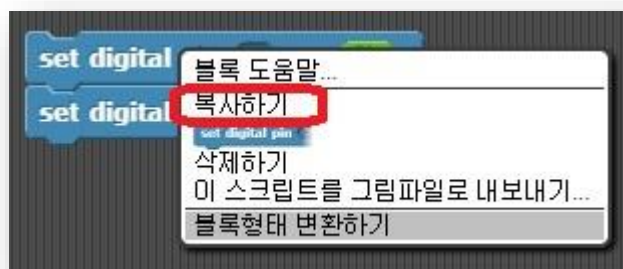 set digital
블록 도움말...
set digital
복사하기
set digital pin
삭제하기
이 스크립트를 그림파일로 내보내기...
블록형태 변환하기